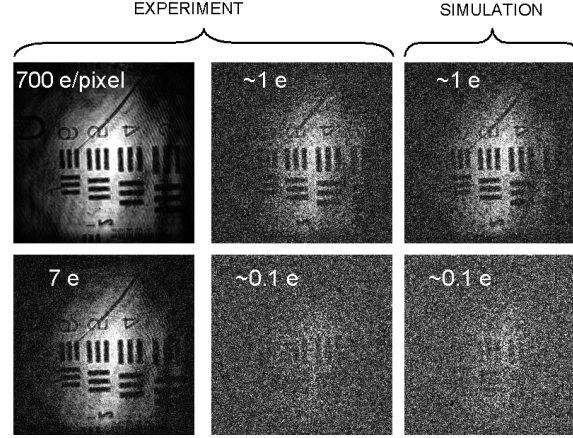 EXPERIMENT
SIMULATION
700 e/pixel
~1 e
~1 e
7 e
~0.1 e
~0.1 e